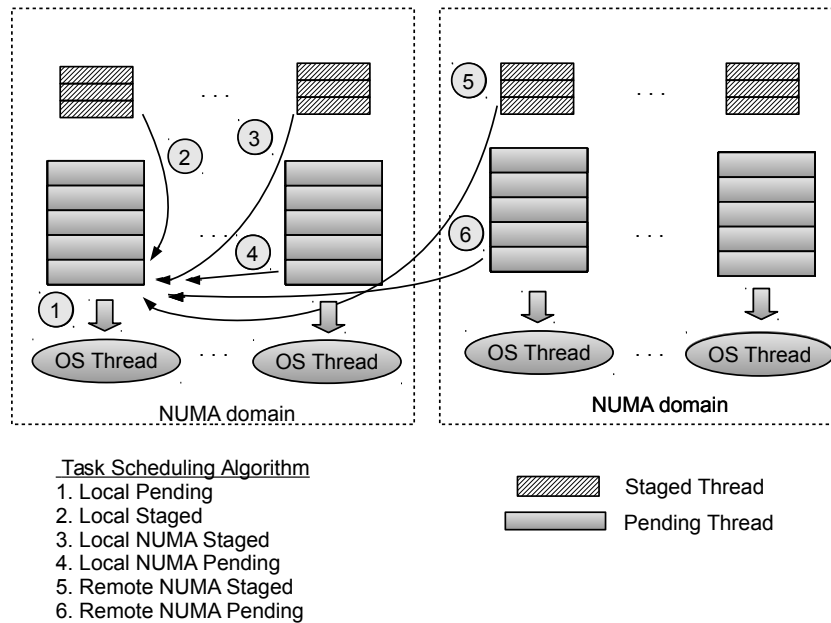 . . .
. . .
5
3
2
. . .
. . .
6
4
1
OS Thread
. . .
OS Thread
OS Thread
. . .
OS Thread
NUMA domain
NUMA domain
Task Scheduling Algorithm
1. Local Pending
2. Local Staged
3. Local NUMA Staged
4. Local NUMA Pending
5. Remote NUMA Staged
6. Remote NUMA Pending
Staged Thread
Pending Thread